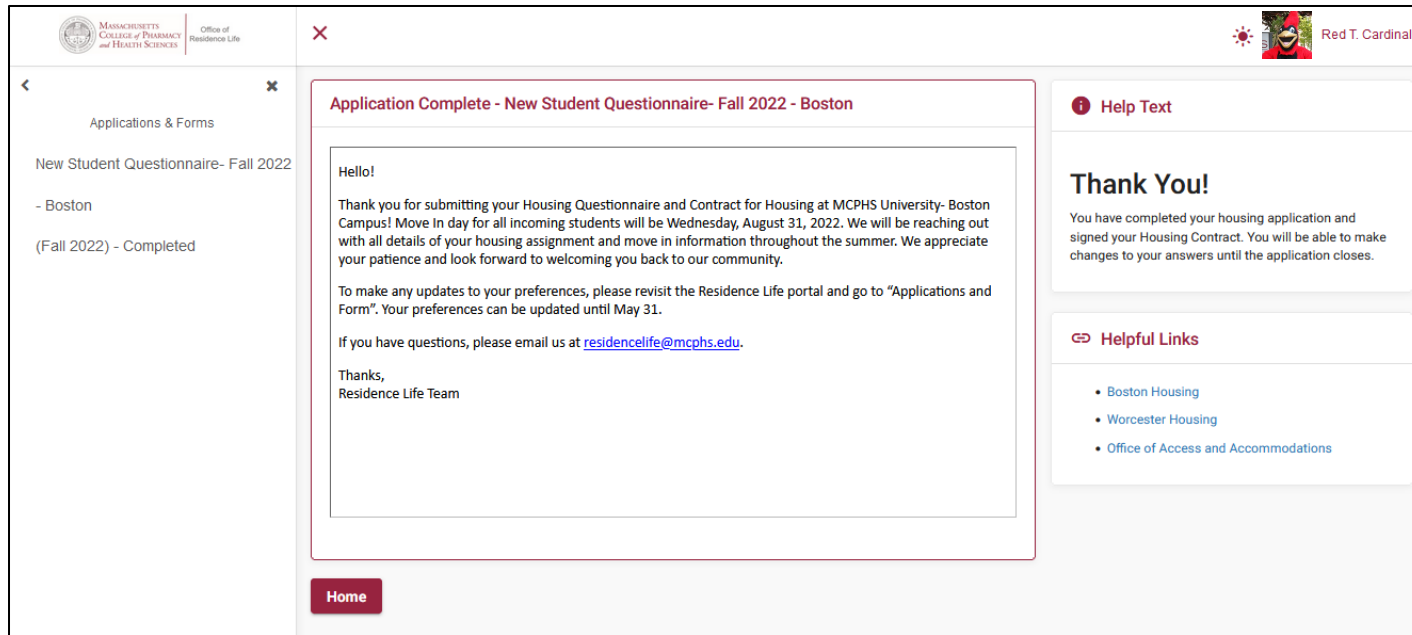 MASSACHUSETTS
COLLEGE of PHARMACY
and HEALTH SCIENCES
Office of
Residence Life
Red T. Cardinal
Applications & Forms
New Student Questionnaire- Fall 2022
- Boston
(Fall 2022) - Completed
Application Complete - New Student Questionnaire- Fall 2022 - Boston
Hello!
Thank you for submitting your Housing Questionnaire and Contract for Housing at MCPHS University- Boston
Campus! Move In day for all incoming students will be Wednesday, August 31, 2022. We will be reaching out
with all details of your housing assignment and move in information throughout the summer. We appreciate
your patience and look forward to welcoming you back to our community.
To make any updates to your preferences, please revisit the Residence Life portal and go to “Applications and
Form”. Your preferences can be updated until May 31.
If you have questions, please email us at residencelife@mcphs.edu.
Thanks,
Residence Life Team
Home
Help Text
Thank You!
You have completed your housing application and
signed your Housing Contract. You will be able to make
changes to your answers until the application closes.
Helpful Links
• Boston Housing
• Worcester Housing
• Office of Access and Accommodations